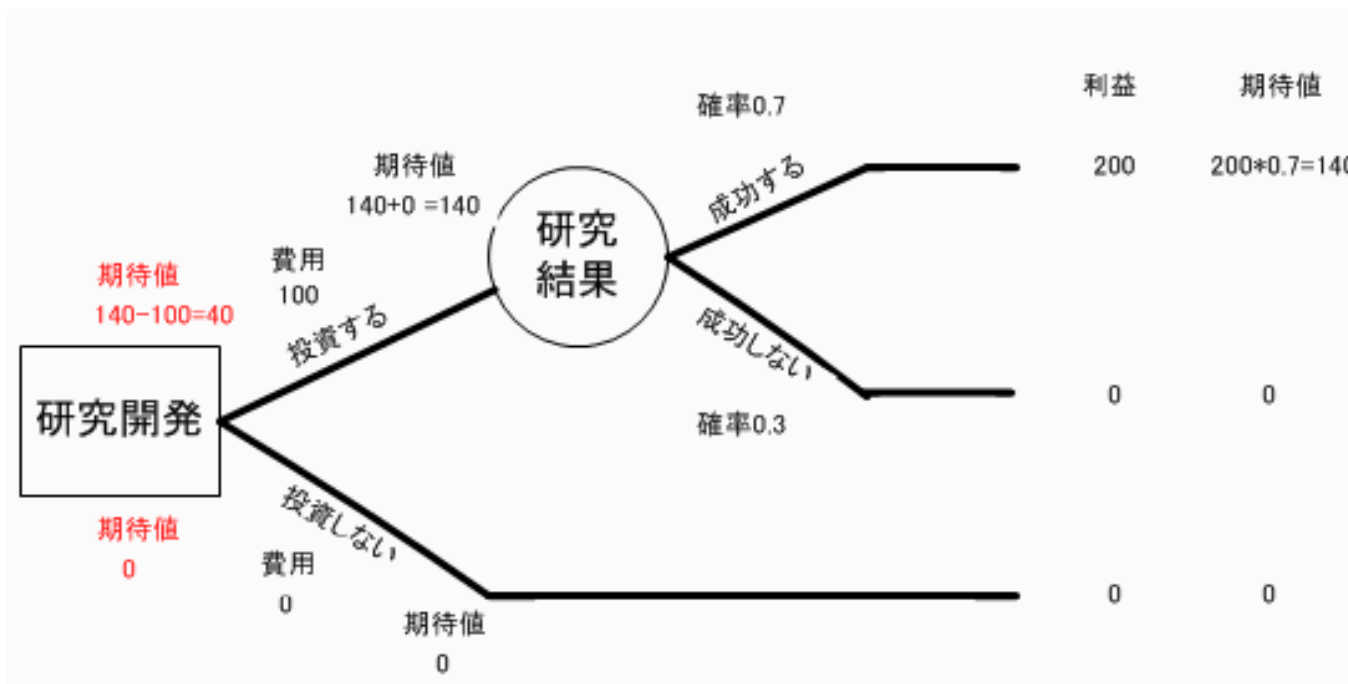 利益 期待値
確率0.7
期待値
140+0 =140
成功する
200 200*0.7=140
研究
結果
費用
100
期待値
140-100=40
投資する
成功しない
0 0
研究開発
確率0.3
投資しない
期待値
0
費用
0
0 0
期待値
0